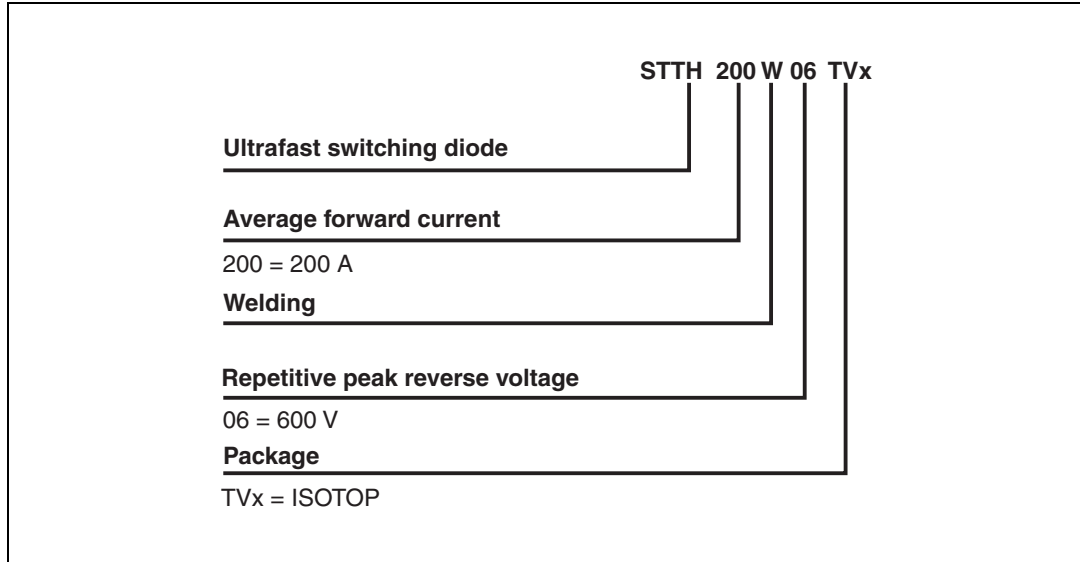 STTH 200 W 06 TVx
Ultrafast switching diode
Average forward current
200 = 200 A
Welding
Repetitive peak reverse voltage
06 = 600 V
Package
TVx = ISOTOP